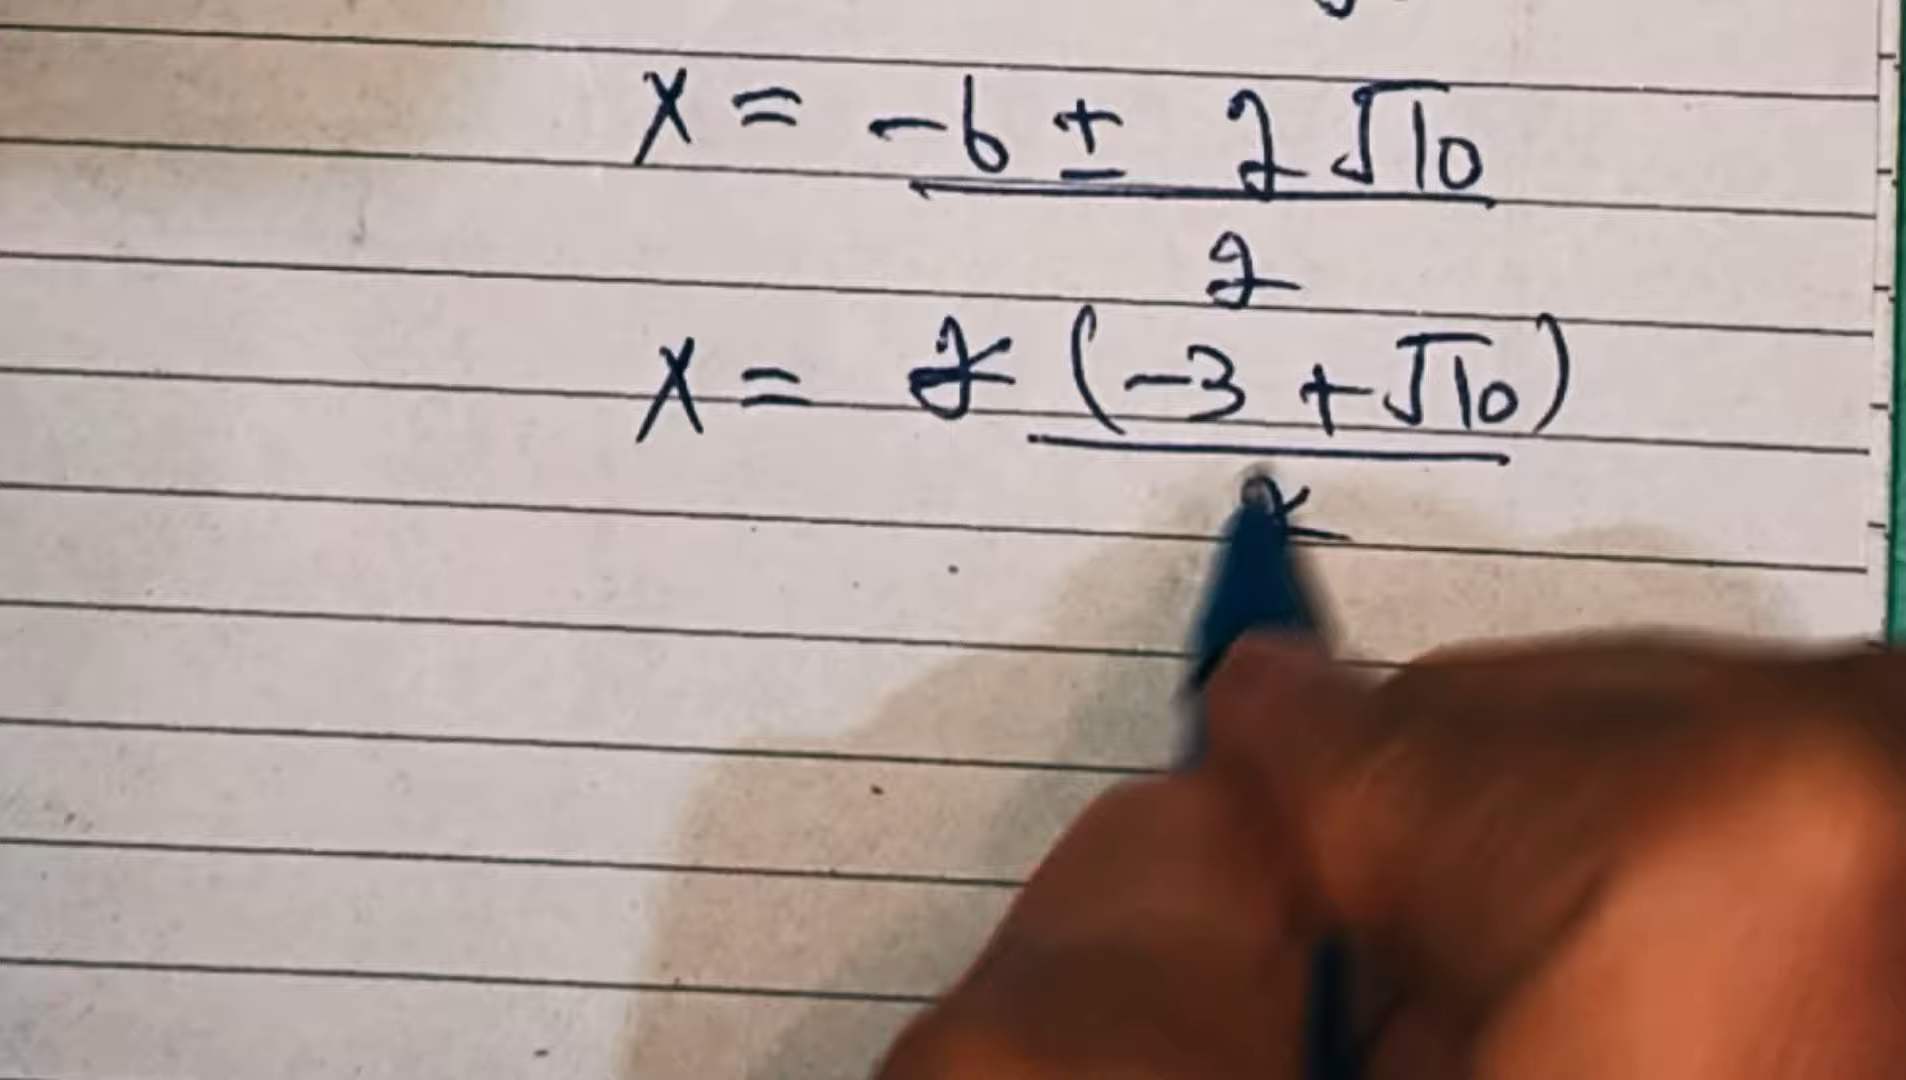 x = -6 ± 2√10
2
x = 2 (-3 + √10)
2